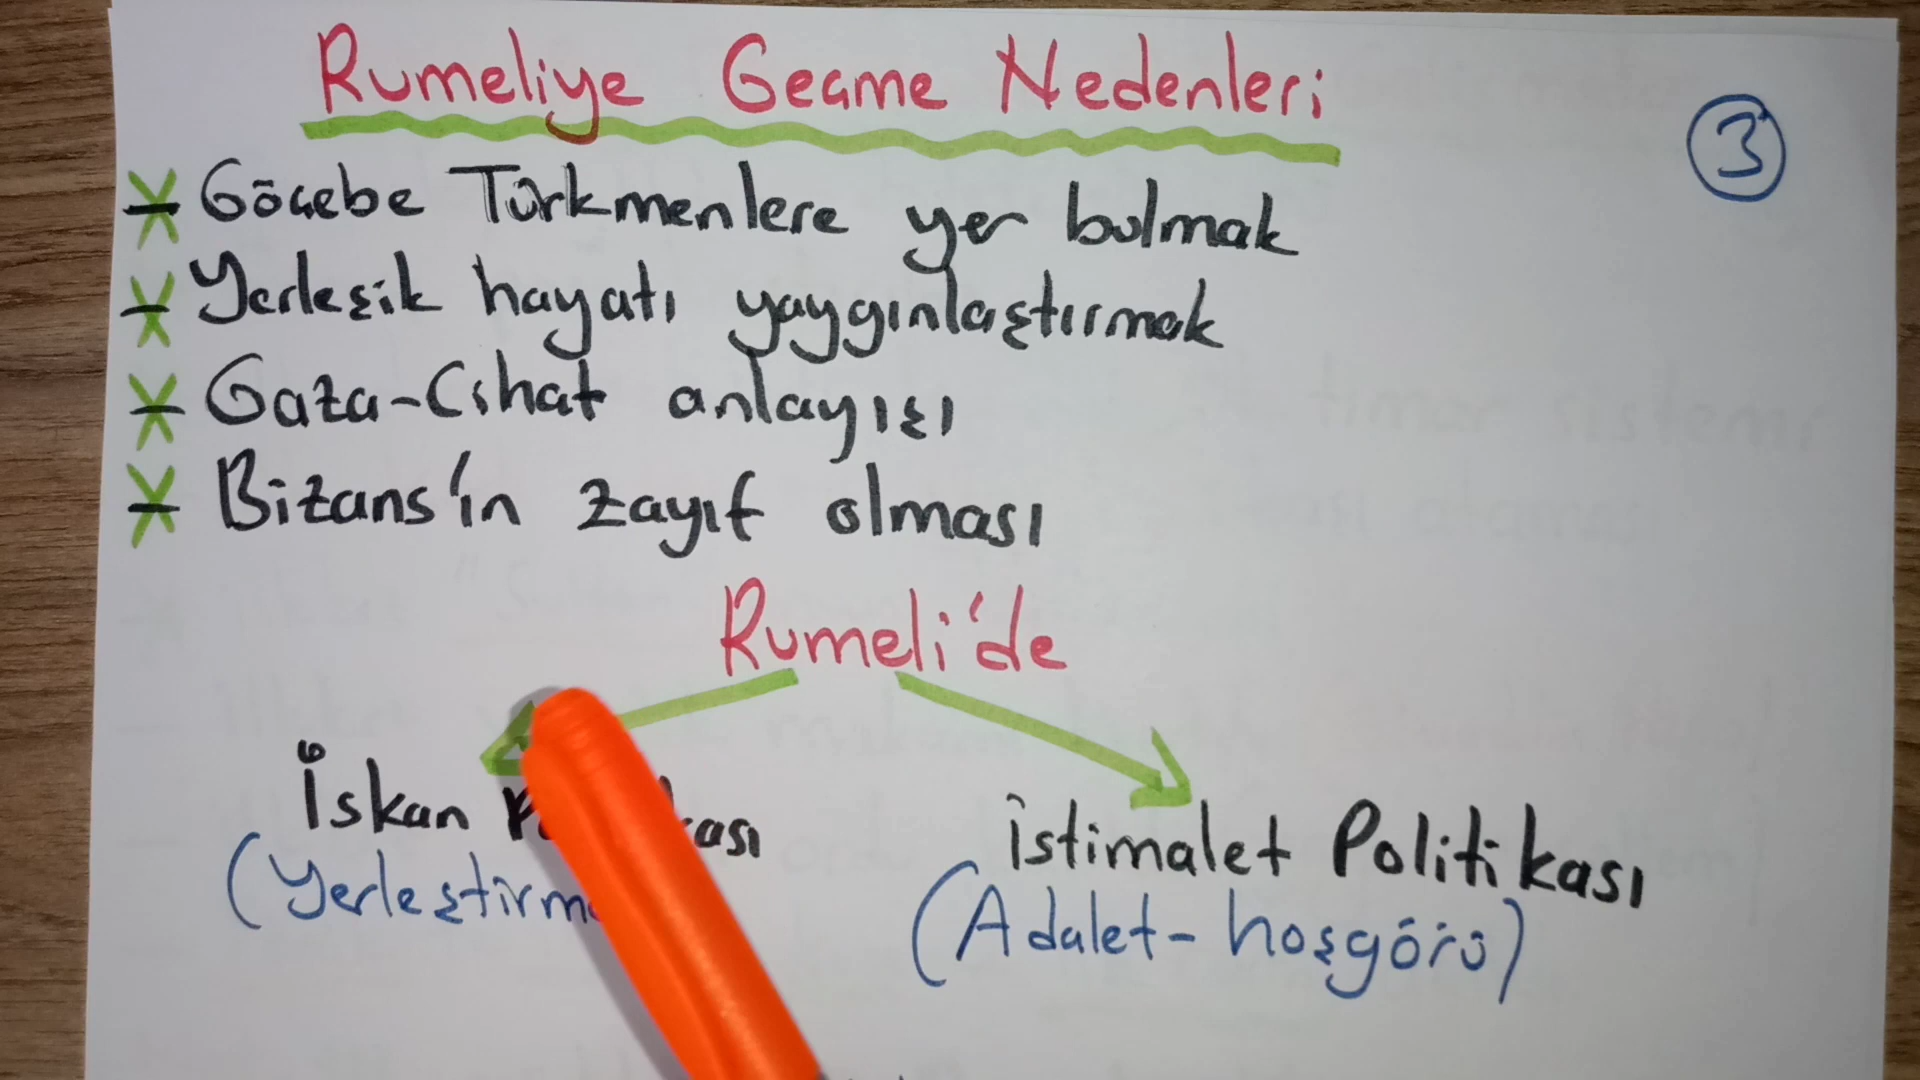 Rumeliye Geçme Nedenleri
3
Göçebe Türkmenlere yer bulmak
Yerleşik hayatı yaygınlaştırmak
Gaza-Cihat anlayışı
Bizans'ın zayıf olması
Rumeli'de
İskan
İstimalet Politikası
(Adalet-hoşgörü)